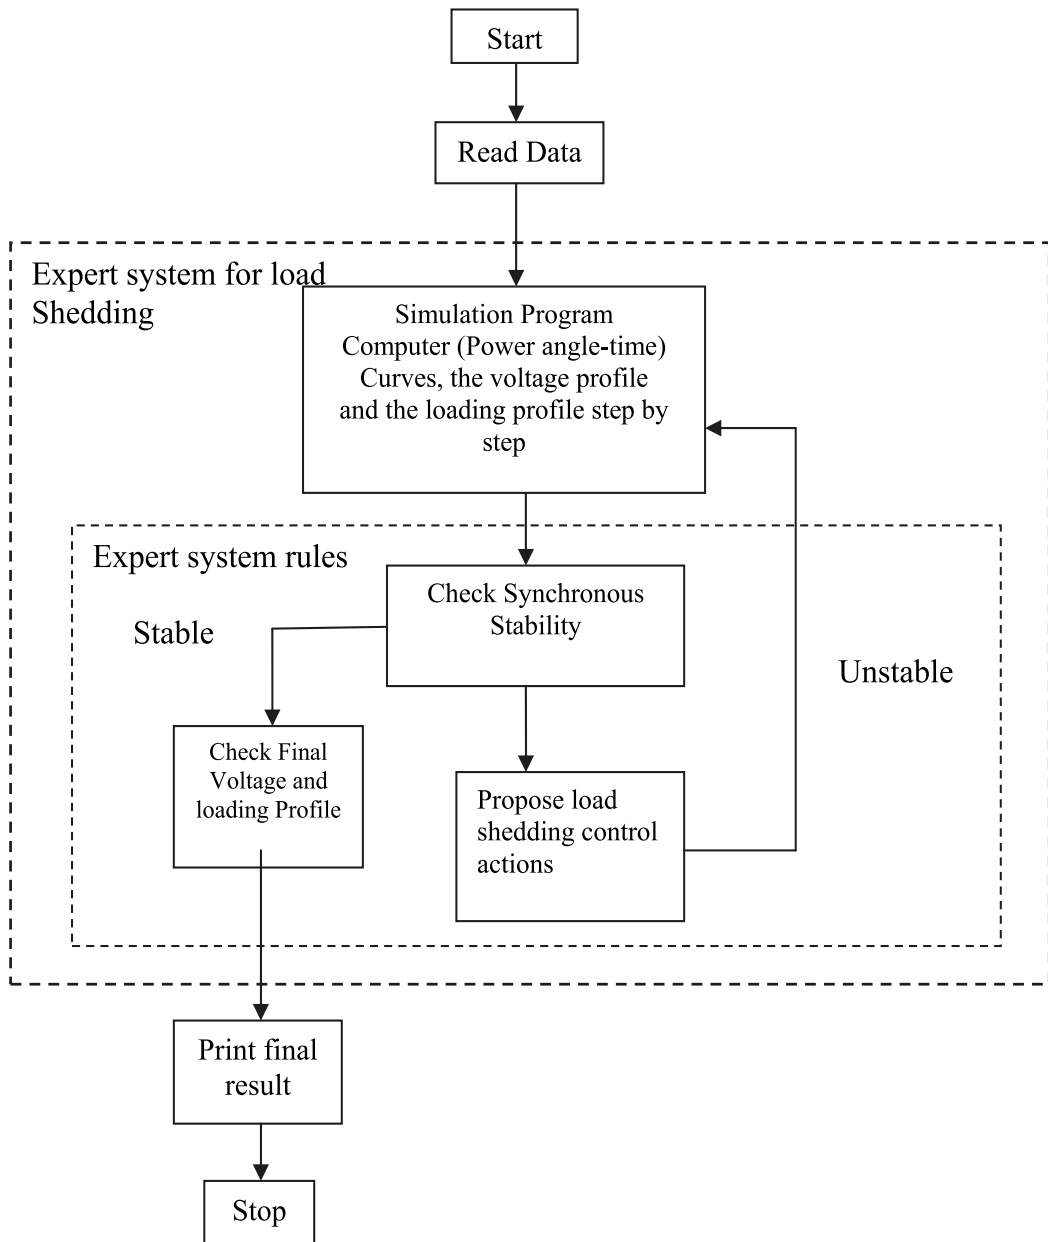 Start
Read Data
Expert system for load
Shedding
Simulation Program
Computer (Power angle-time)
Curves, the voltage profile
and the loading profile step by
step
Expert system rules
Check Synchronous
Stability
Stable
Unstable
Check Final
Voltage and
loading Profile
Propose load
shedding control
actions
Print final
result
Stop